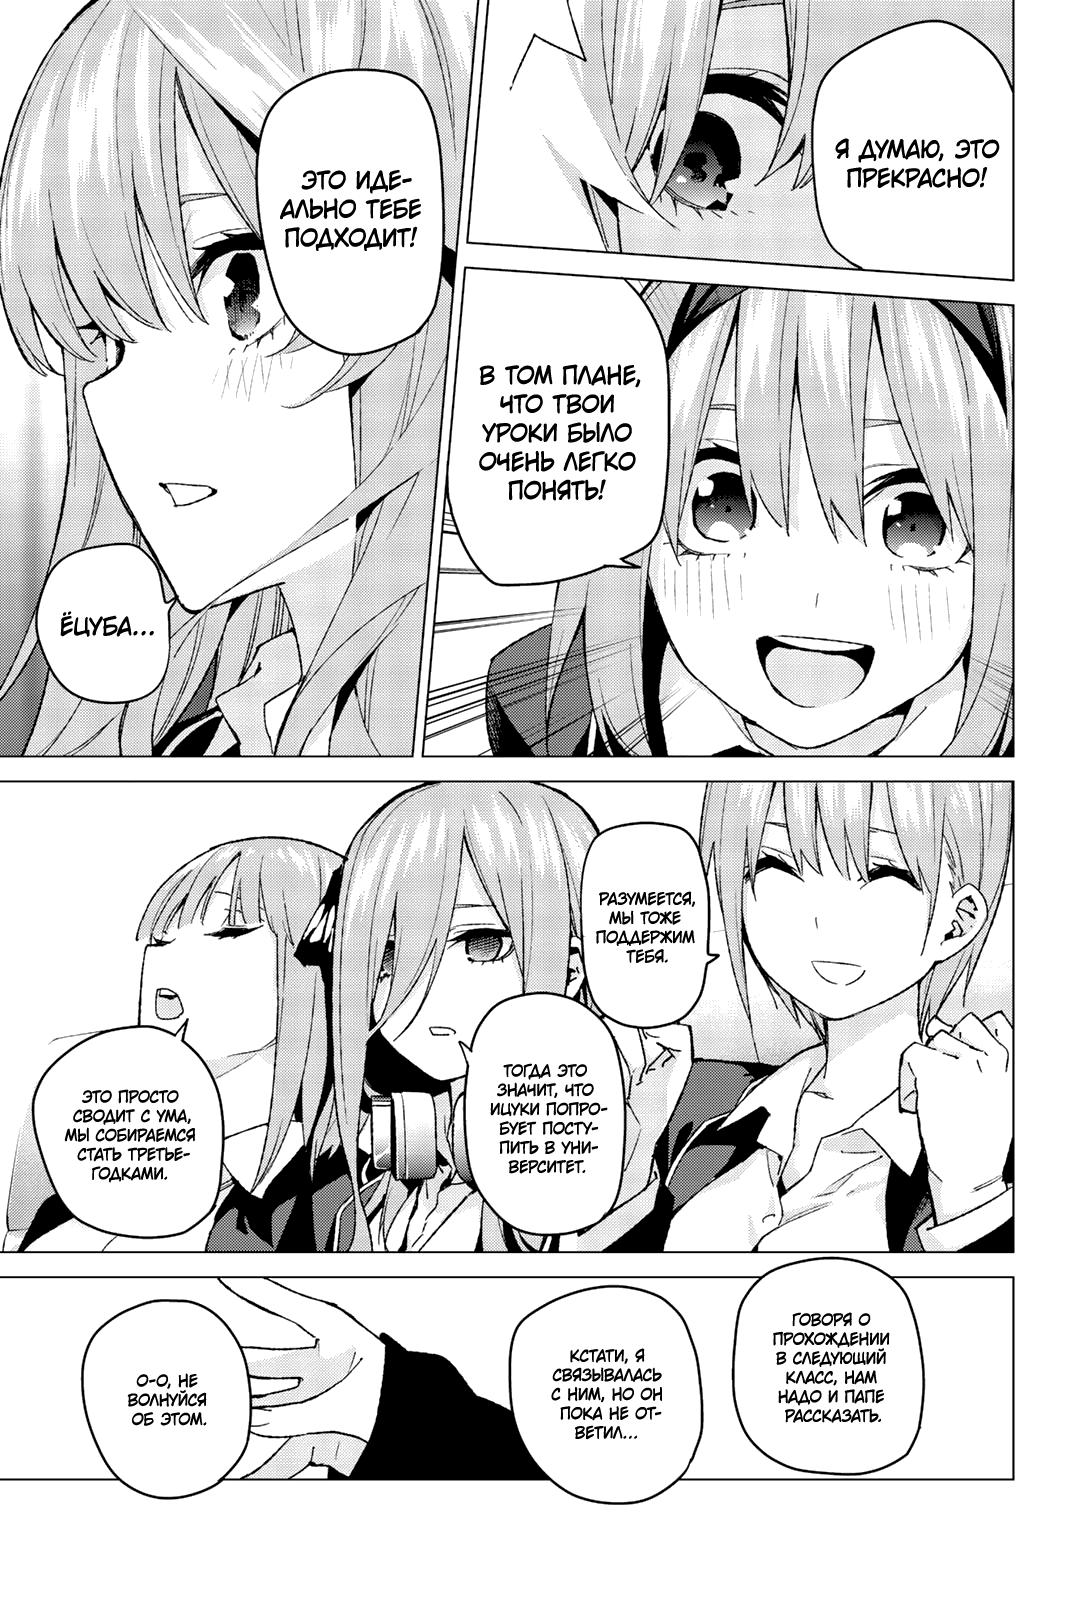 Я ДУМАЮ, ЭТО
ПРЕКРАСНО!
В ТОМ ПЛАНЕ,
ЧТО ТВОИ
УРОКИ БЫЛО
ОЧЕНЬ ЛЕГКО
ПОНЯТЬ!
ЭТО ИДЕ-
АЛЬНО ТЕБЕ
ПОДХОДИТ!
ЁЦУБА...
РАЗУМЕЕТСЯ,
МЫ ТОЖЕ
ПОДДЕРЖИМ
ТЕБЯ.
ТОГДА ЭТО
ЗНАЧИТ, ЧТО
ИЦУКИ ПОПРО-
БУЕТ ПОСТУ-
ПИТЬ В УНИ-
ВЕРСИТЕТ.
ЭТО ПРОСТО
СВОДИТ С УМА,
МЫ СОБИРАЕМСЯ
СТАТЬ ТРЕТЬЕ-
ГОДКАМИ.
ГОВОРЯ О
ПРОХОЖДЕНИИ
В СЛЕДУЮЩИЙ
КЛАСС, НАМ
НАДО И ПАПЕ
РАССКАЗАТЬ.
КСТАТИ, Я
СВЯЗЫВАЛАСЬ
С НИМ, НО ОН
ПОКА НЕ ОТ-
ВЕТИЛ...
О-О, НЕ
ВОЛНУЙСЯ
ОБ ЭТОМ.